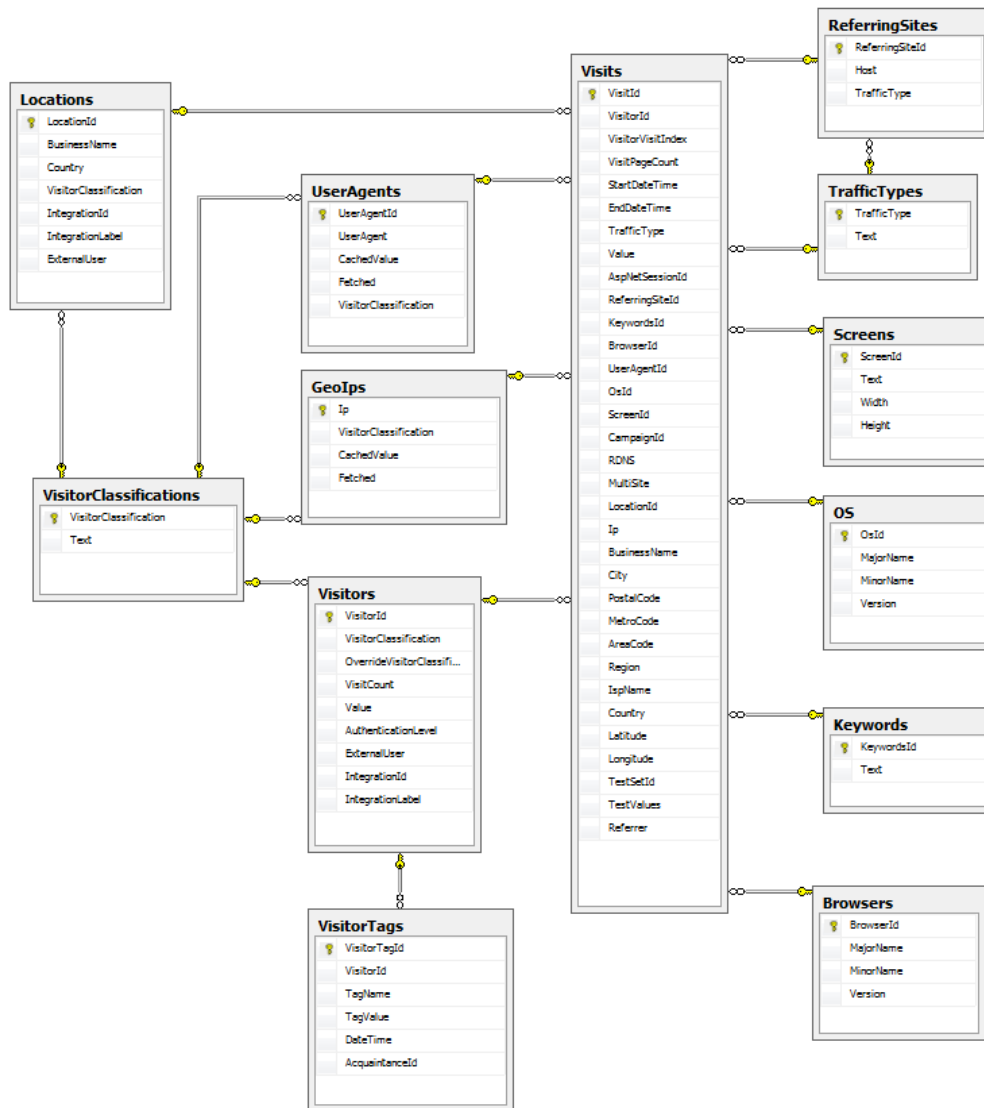 Locations
LocationId
BusinessName
Country
VisitorClassification
IntegrationId
IntegrationLabel
ExternalUser
UserAgents
UserAgentId
UserAgent
CachedValue
Fetched
VisitorClassification
GeoIps
Ip
VisitorClassification
CachedValue
Fetched
VisitorClassifications
VisitorClassification
Text
Visitors
VisitorId
VisitorClassification
OverrideVisitorClassifi...
VisitCount
Value
AuthenticationLevel
ExternalUser
IntegrationId
IntegrationLabel
VisitorTags
VisitorTagId
VisitorId
TagName
TagValue
DateTime
AcquaintanceId
Visits
VisitId
VisitorId
VisitorVisitIndex
VisitPageCount
StartDateTime
EndDateTime
TrafficType
Value
AspNetSessionId
ReferringSiteId
KeywordsId
BrowserId
UserAgentId
OsId
ScreenId
CampaignId
RDNS
MultiSite
LocationId
Ip
BusinessName
City
PostalCode
MetroCode
AreaCode
Region
IspName
Country
Latitude
Longitude
TestSetId
TestValues
Referrer
ReferringSites
ReferringSiteId
Host
TrafficType
TrafficTypes
TrafficType
Text
Screens
ScreenId
Text
Width
Height
OS
OsId
MajorName
MinorName
Version
Keywords
KeywordsId
Text
Browsers
BrowserId
MajorName
MinorName
Version